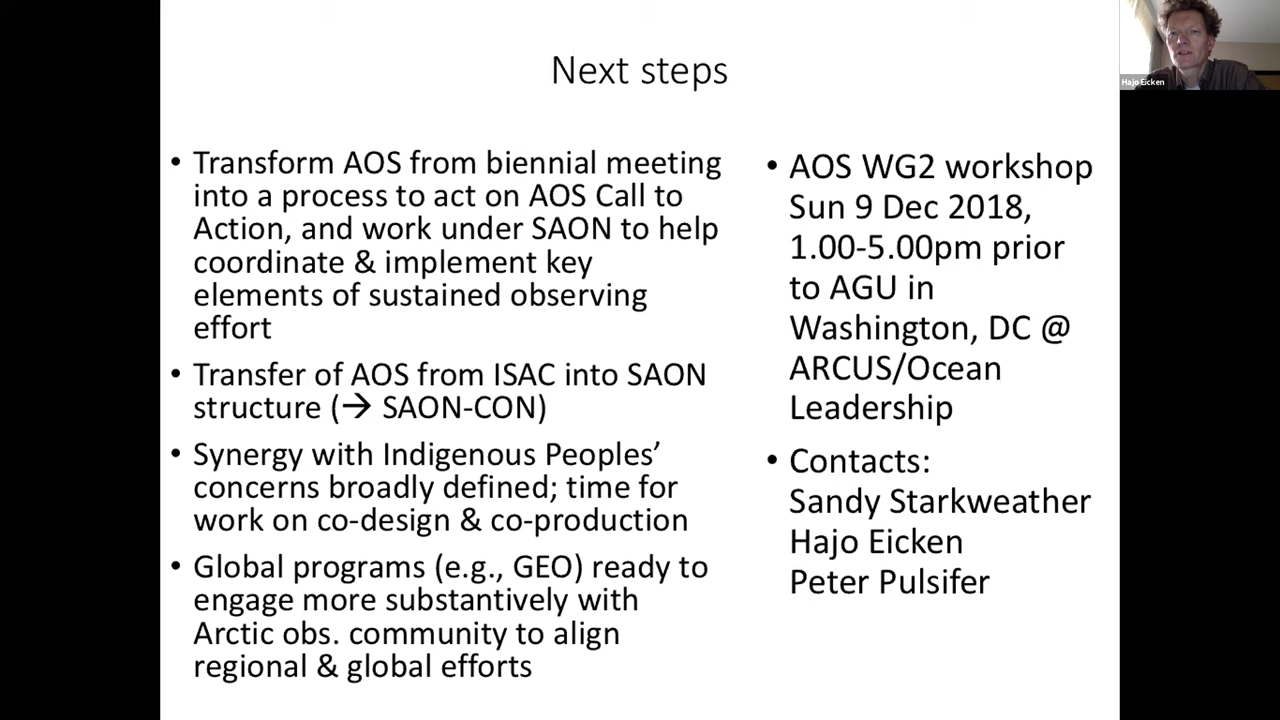 Next steps
• Transform AOS from biennial meeting
into a process to act on AOS Call to
Action, and work under SAON to help
coordinate & implement key
elements of sustained observing
effort
• Transfer of AOS from ISAC into SAON
structure (→ SAON-CON)
• Synergy with Indigenous Peoples’
concerns broadly defined; time for
work on co-design & co-production
• Global programs (e.g., GEO) ready to
engage more substantively with
Arctic obs. community to align
regional & global efforts
• AOS WG2 workshop
Sun 9 Dec 2018,
1.00-5.00pm prior
to AGU in
Washington, DC @
ARCUS/Ocean
Leadership
• Contacts:
Sandy Starkweather
Hajo Eicken
Peter Pulsifer
Hajo Eicken